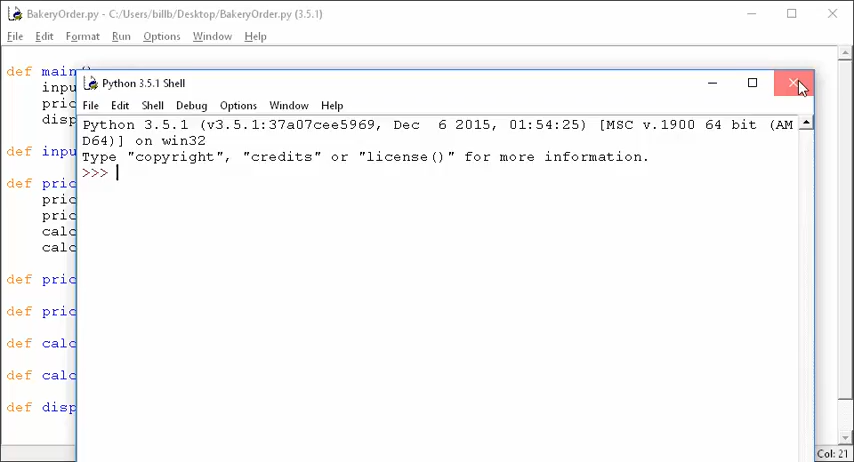 BakeryOrder.py - C:/Users/billb/Desktop/BakeryOrder.py (3.5.1)
File Edit Format Run Options Window Help
def main()
Python 3.5.1 Shell
File Edit Shell Debug Options Window Help
Python 3.5.1 (v3.5.1:37a07cee5969, Dec  6 2015, 01:54:25) [MSC v.1900 64 bit (AM
D64)] on win32
Type "copyright", "credits" or "license()" for more information.
>>>
inpu
pric
disp
def inpu
def pric
pric
pric
calc
calc
def pric
def pric
def calc
def calc
def disp
Col: 21